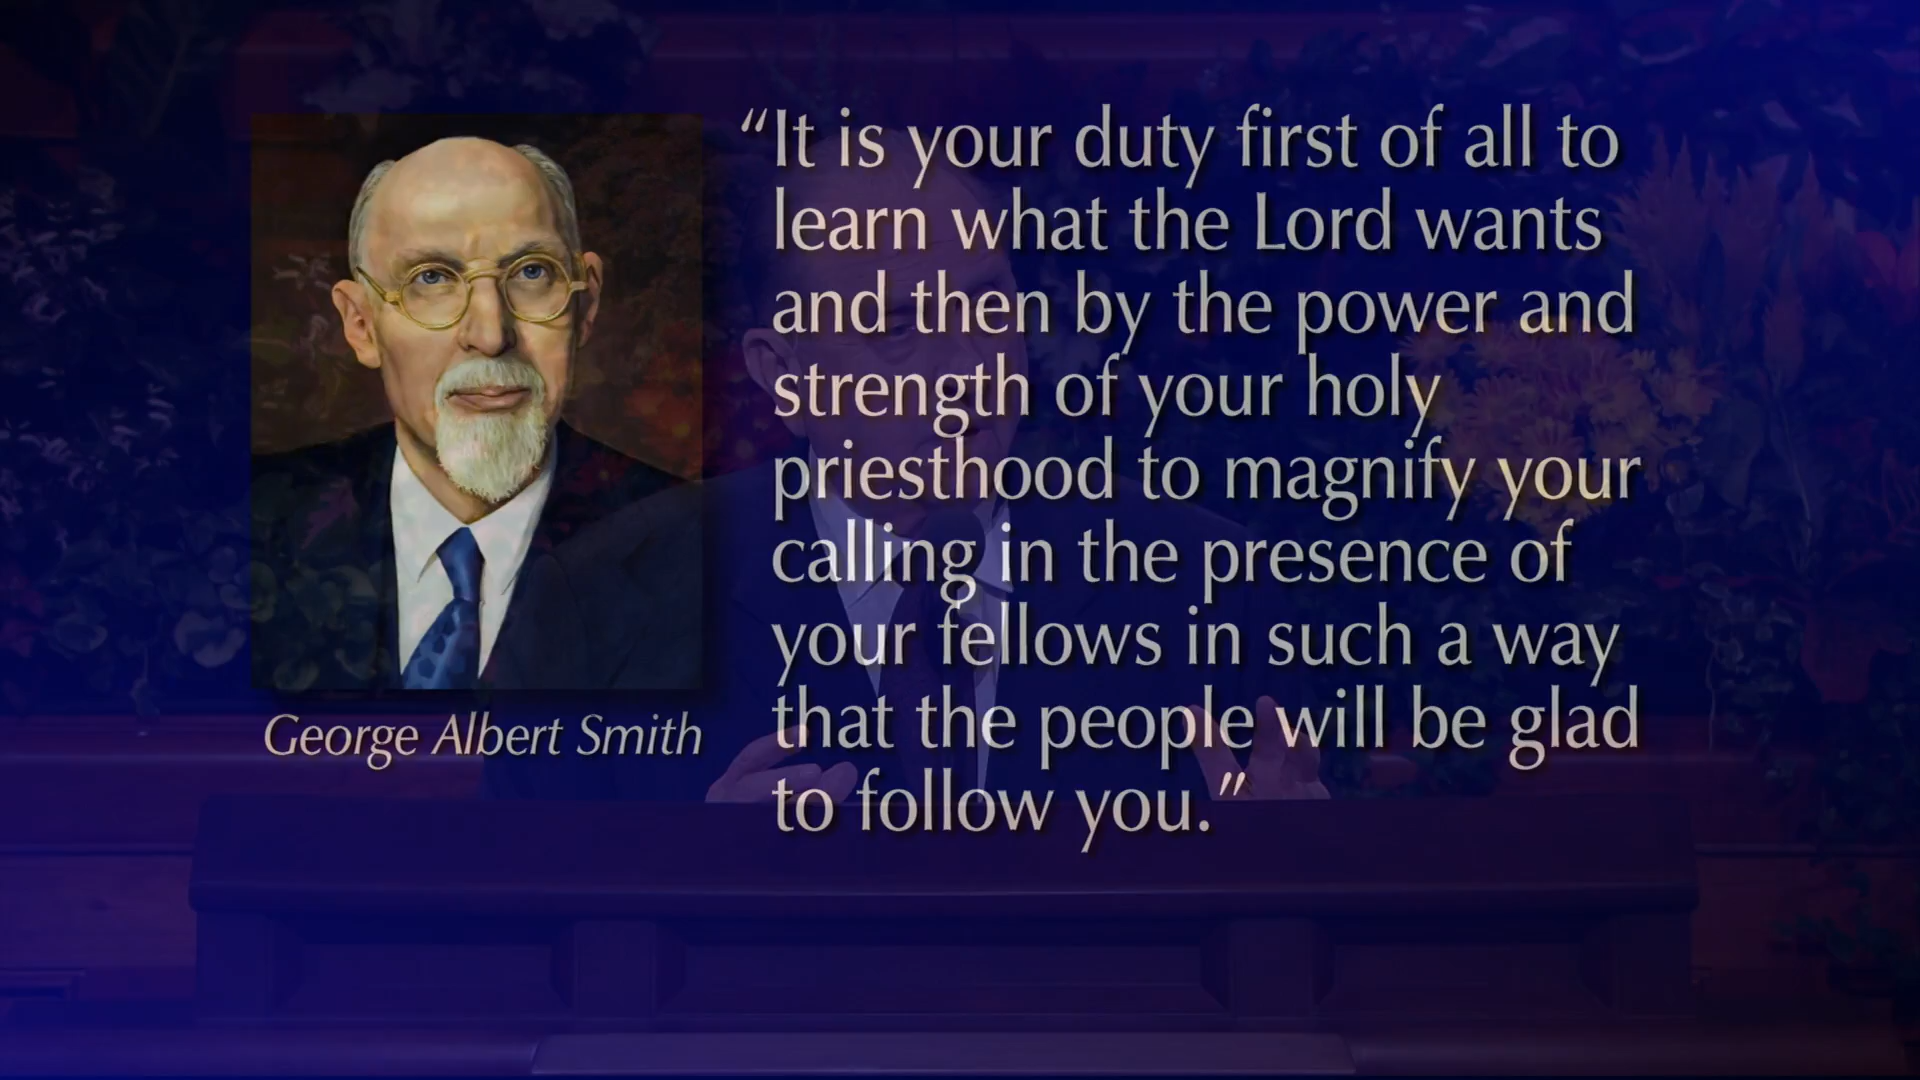 “It is your duty first of all to
learn what the Lord wants
and then by the power and
strength of your holy
priesthood to magnify your
calling in the presence of
your fellows in such a way
that the people will be glad
to follow you.”
George Albert Smith